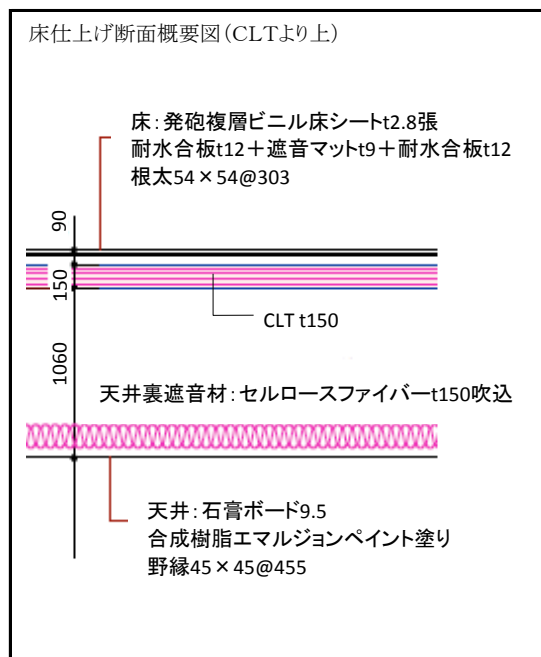 床仕上げ断面概要図（CLTより上）
床：発砲複層ビニル床シートt2.8張
耐水合板t12＋遮音マットt9＋耐水合板t12
根太54×54@303
90
150
CLT t150
1060
天井裏遮音材：セルロースファイバーt150吹込
天井：石膏ボード9.5
合成樹脂エマルジョンペイント塗り
野縁45×45@455